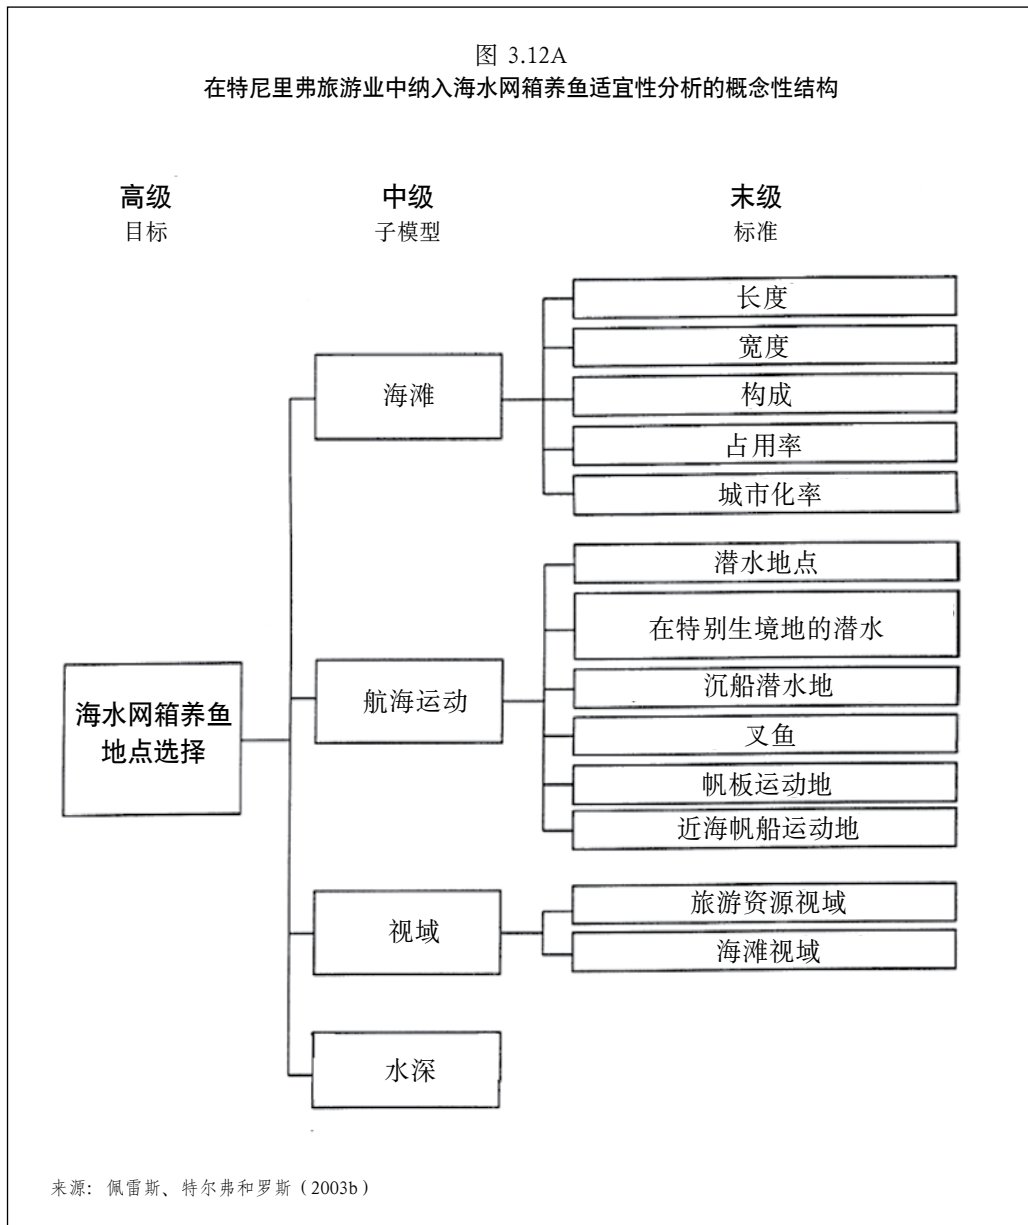 图 3.12A
在特尼里弗旅游业中纳入海水网箱养鱼适宜性分析的概念性结构
高级
目标
中级
子模型
末级
标准
海水网箱养鱼
地点选择
海滩
长度
宽度
构成
占用率
城市化率
航海运动
潜水地点
在特别生境地的潜水
沉船潜水地
叉鱼
帆板运动地
近海帆船运动地
视域
旅游资源视域
海滩视域
水深
来源：佩雷斯、特尔弗和罗斯（2003b）